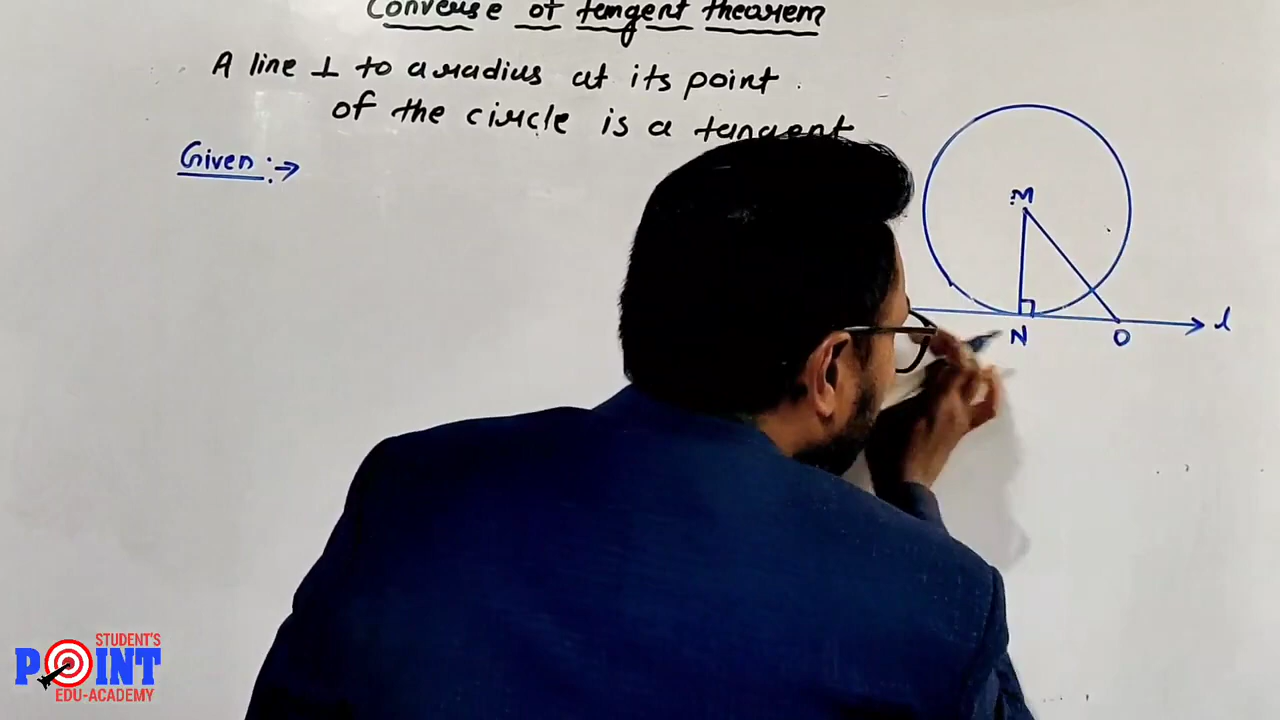 Converse of tangent theorem
A line ⊥ to a radius at its point
of the circle is a tangent
Given :→
M
N
O
l
STUDENT'S
POINT
EDU-ACADEMY